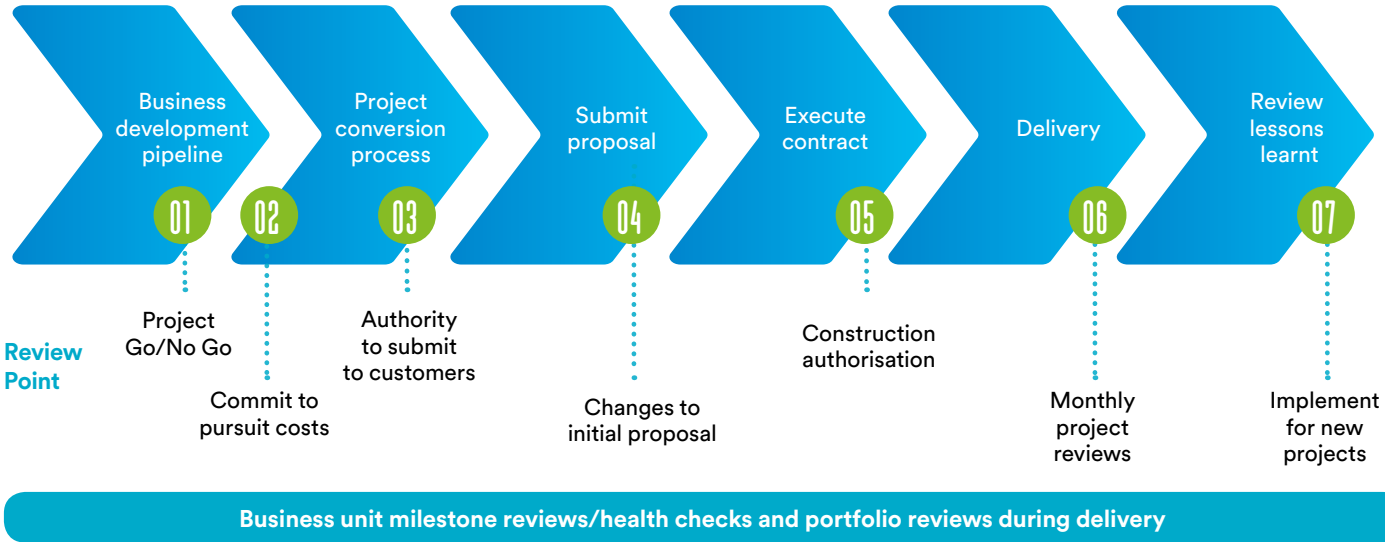 Business
development
pipeline
Project
conversion
process
Submit
proposal
Execute
contract
Delivery
Review
lessons
learnt
01
02
03
04
05
06
07
Review
Point
Project
Go/No Go
Commit to
pursuit costs
Authority
to submit
to customers
Changes to
initial proposal
Construction
authorisation
Monthly
project
reviews
Implement
for new
projects
Business unit milestone reviews/health checks and portfolio reviews during delivery